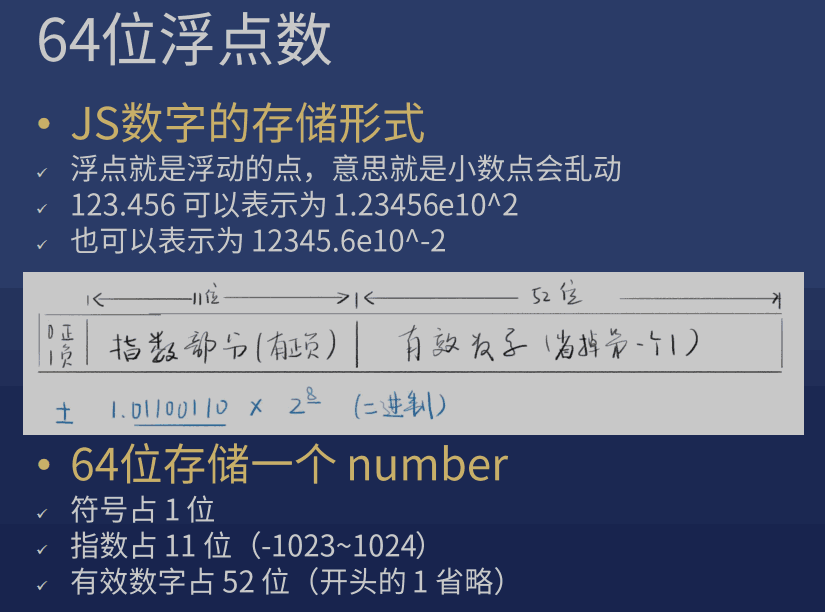 64位浮点数
• JS数字的存储形式
✓ 浮点就是浮动的点，意思就是小数点会乱动
✓ 123.456 可以表示为 1.23456e10^2
✓ 也可以表示为 12345.6e10^-2
11位 52位
0正 指数部分(有正负) 有效数字(省掉第一个1)
1负
± 1.01100110 × 2^8 (二进制)
• 64位存储一个 number
✓ 符号占 1 位
✓ 指数占 11 位（-1023~1024）
✓ 有效数字占 52 位（开头的 1 省略）